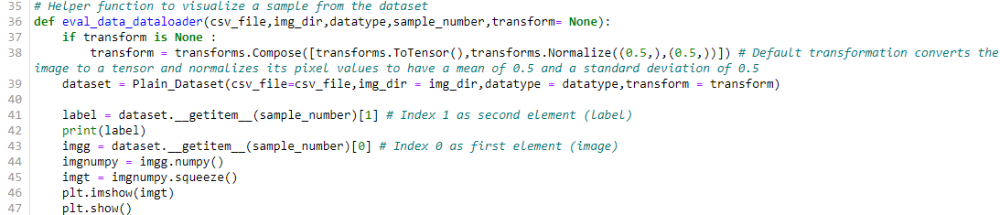 35 # Helper function to visualize a sample from the dataset
36 def eval_data_dataloader(csv_file,img_dir,datatype,sample_number,transform= None):
37     if transform is None :
38         transform = transforms.Compose([transforms.ToTensor(),transforms.Normalize((0.5,),(0.5,))]) # Default transformation converts the
image to a tensor and normalizes its pixel values to have a mean of 0.5 and a standard deviation of 0.5
39     dataset = Plain_Dataset(csv_file=csv_file,img_dir = img_dir,datatype = datatype,transform = transform)
40
41     label = dataset.__getitem__(sample_number)[1] # Index 1 as second element (label)
42     print(label)
43     imgg = dataset.__getitem__(sample_number)[0] # Index 0 as first element (image)
44     imgnumpy = imgg.numpy()
45     imgt = imgnumpy.squeeze()
46     plt.imshow(imgt)
47     plt.show()